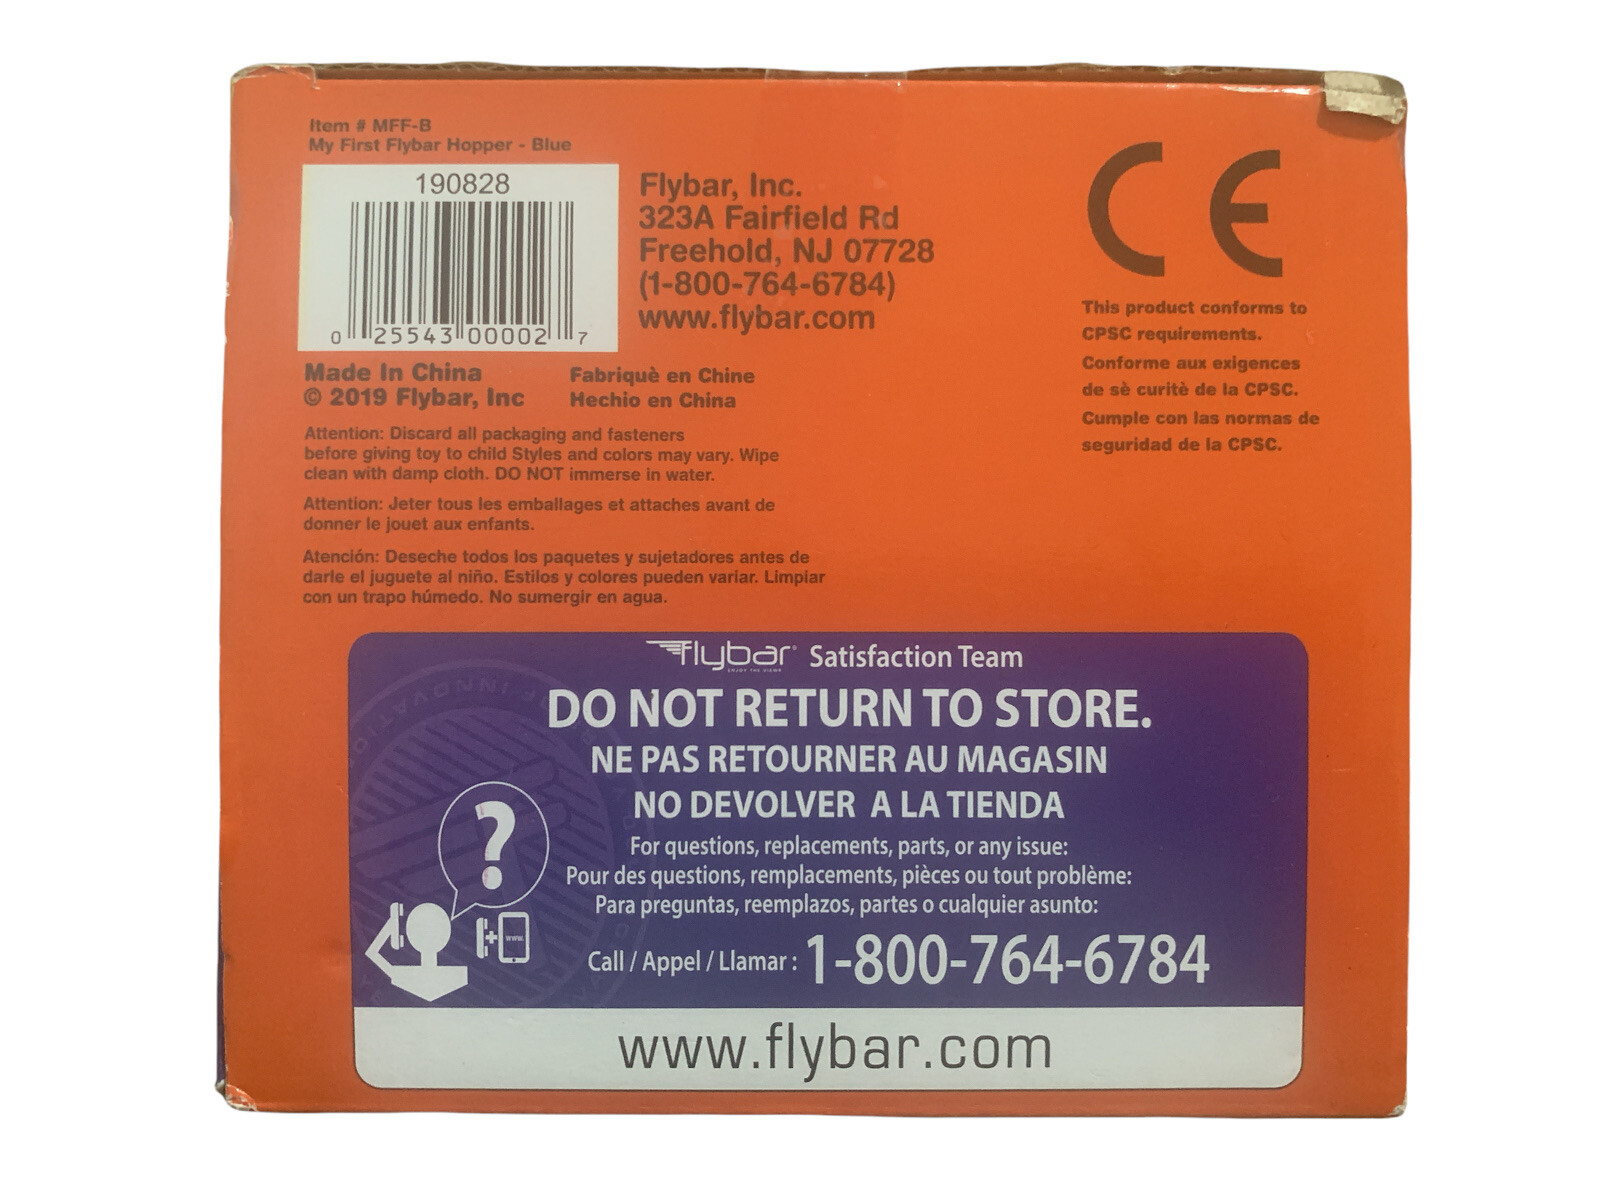 Item # MFF-B
My First Flybar Hopper - Blue
190828
0 25543 00002 7
Flybar, Inc.
323A Fairfield Rd
Freehold, NJ 07728
(1-800-764-6784)
www.flybar.com
Made In China
© 2019 Flybar, Inc
Fabriquè en Chine
Hechio en China
Attention: Discard all packaging and fasteners
before giving toy to child Styles and colors may vary. Wipe
clean with damp cloth. DO NOT immerse in water.
Attention: Jeter tous les emballages et attaches avant de
donner le jouet aux enfants.
Atención: Deseche todos los paquetes y sujetadores antes de
darle el juguete al niño. Estilos y colores pueden variar. Limpiar
con un trapo húmedo. No sumergir en agua.
CE
This product conforms to
CPSC requirements.
Conforme aux exigences
de sè curitè de la CPSC.
Cumple con las normas de
seguridad de la CPSC.
flybar® Satisfaction Team
DO NOT RETURN TO STORE.
NE PAS RETOURNER AU MAGASIN
NO DEVOLVER A LA TIENDA
For questions, replacements, parts, or any issue:
Pour des questions, remplacements, pièces ou tout problème:
Para preguntas, reemplazos, partes o cualquier asunto:
?
+ www.
Call / Appel / Llamar : 1-800-764-6784
www.flybar.com